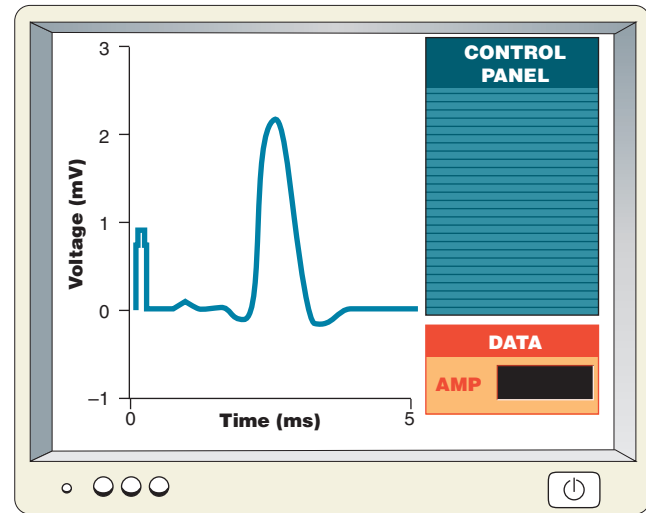 3
2
1
0
−1
Voltage (mV)
0
5
Time (ms)
CONTROL
PANEL
DATA
AMP